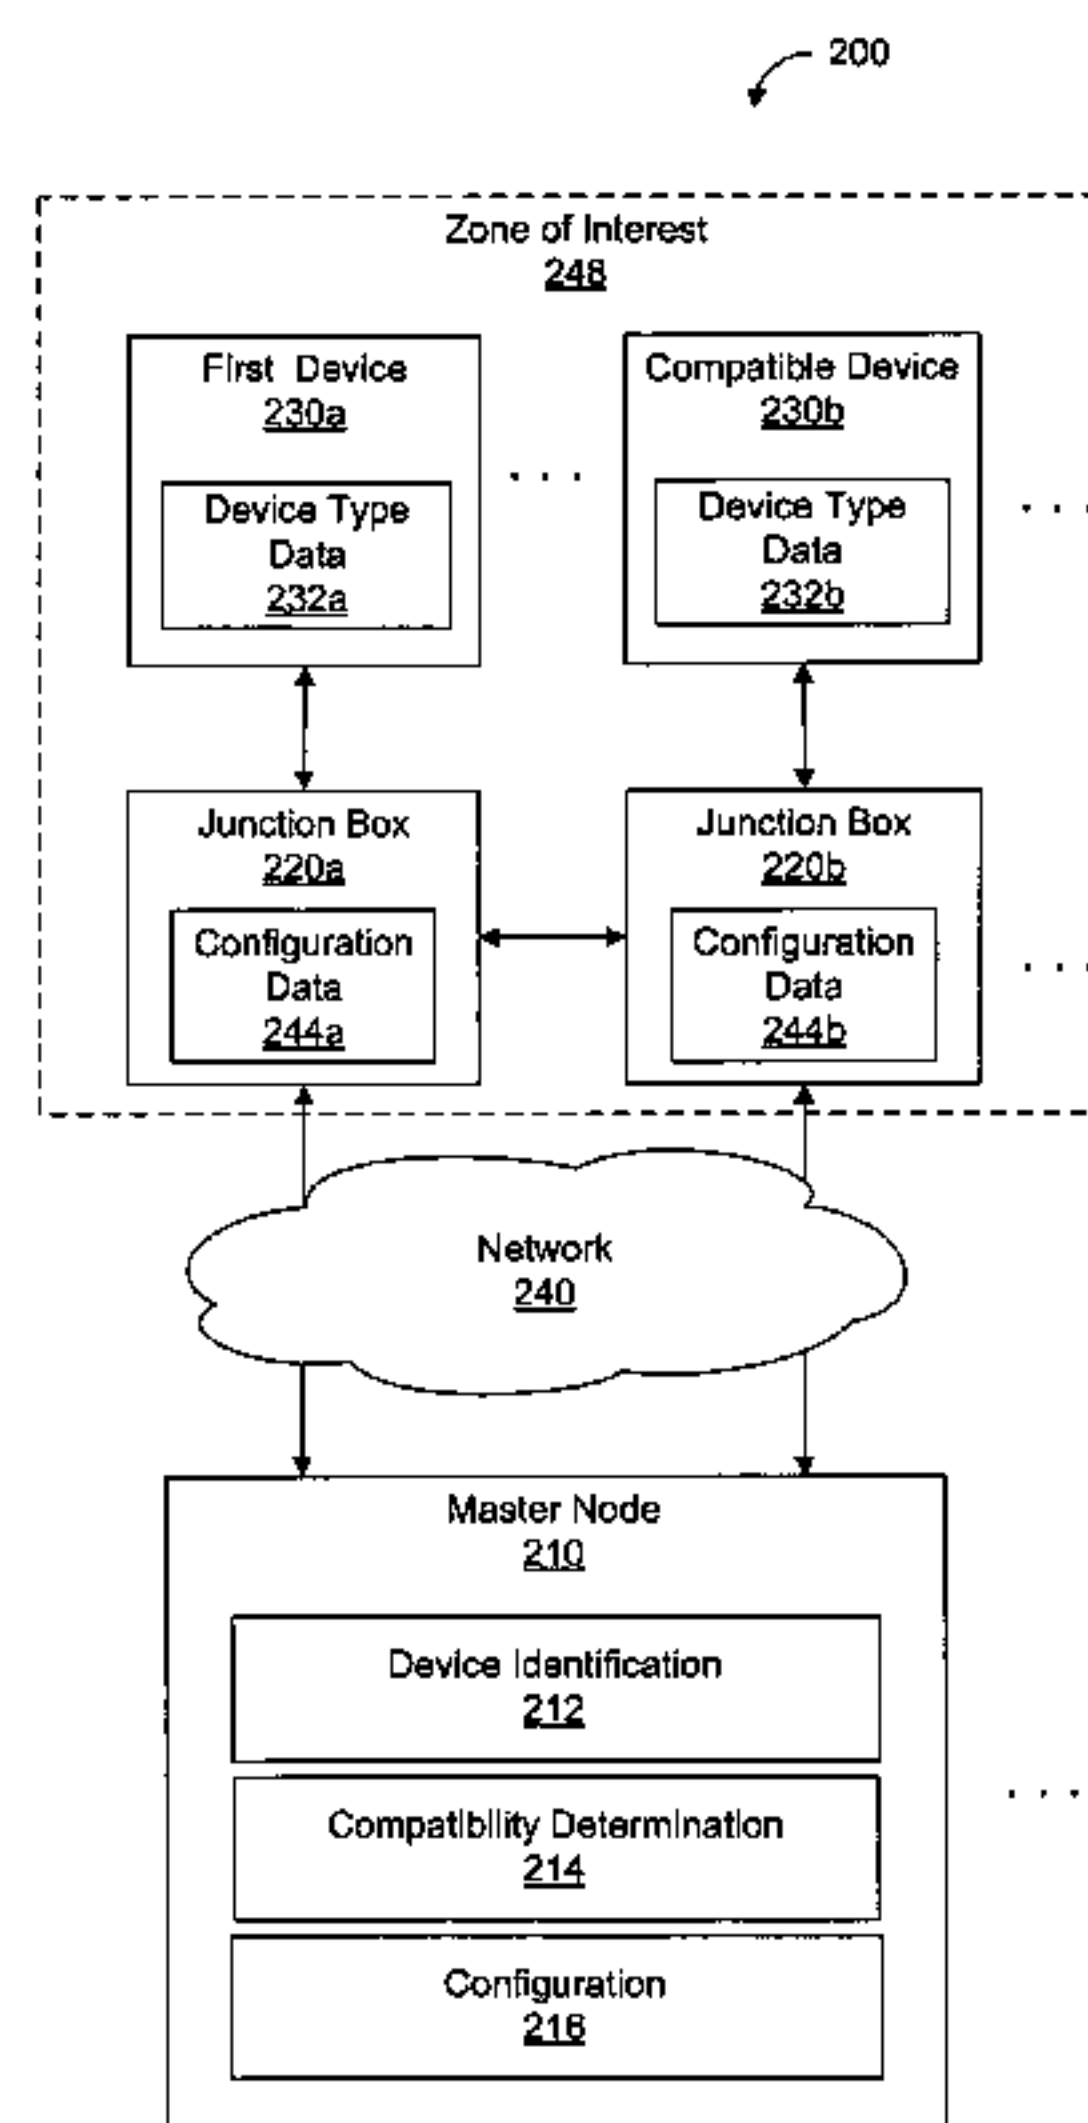 200
Zone of Interest
248
First Device
230a
Device Type
Data
232a
. . .
Compatible Device
230b
Device Type
Data
232b
. . .
Junction Box
220a
Configuration
Data
244a
Junction Box
220b
Configuration
Data
244b
. . .
Network
240
Master Node
210
Device Identification
212
Compatibility Determination
214
Configuration
216
. . .